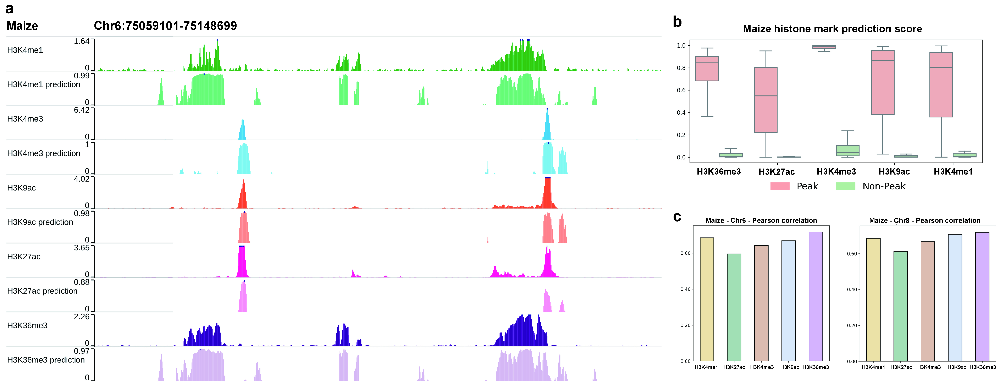 a
Maize Chr6:75059101-75148699
H3K4me1
1.64
0
H3K4me1 prediction
0.99
0
H3K4me3
6.42
0
H3K4me3 prediction
1
0
H3K9ac
4.02
0
H3K9ac prediction
0.98
0
H3K27ac
3.65
0
H3K27ac prediction
0.88
0
H3K36me3
2.26
0
H3K36me3 prediction
0.97
0
b
Maize histone mark prediction score
1.0
0.8
0.6
0.4
0.2
0.0
H3K36me3 H3K27ac H3K4me3 H3K9ac H3K4me1
Peak Non-Peak
c
Maize - Chr6 - Pearson correlation
0.60
0.40
0.20
0.00
H3K4me1 H3K27ac H3K4me3 H3K9ac H3K36me3
Maize - Chr8 - Pearson correlation
0.60
0.40
0.20
0.00
H3K4me1 H3K27ac H3K4me3 H3K9ac H3K36me3